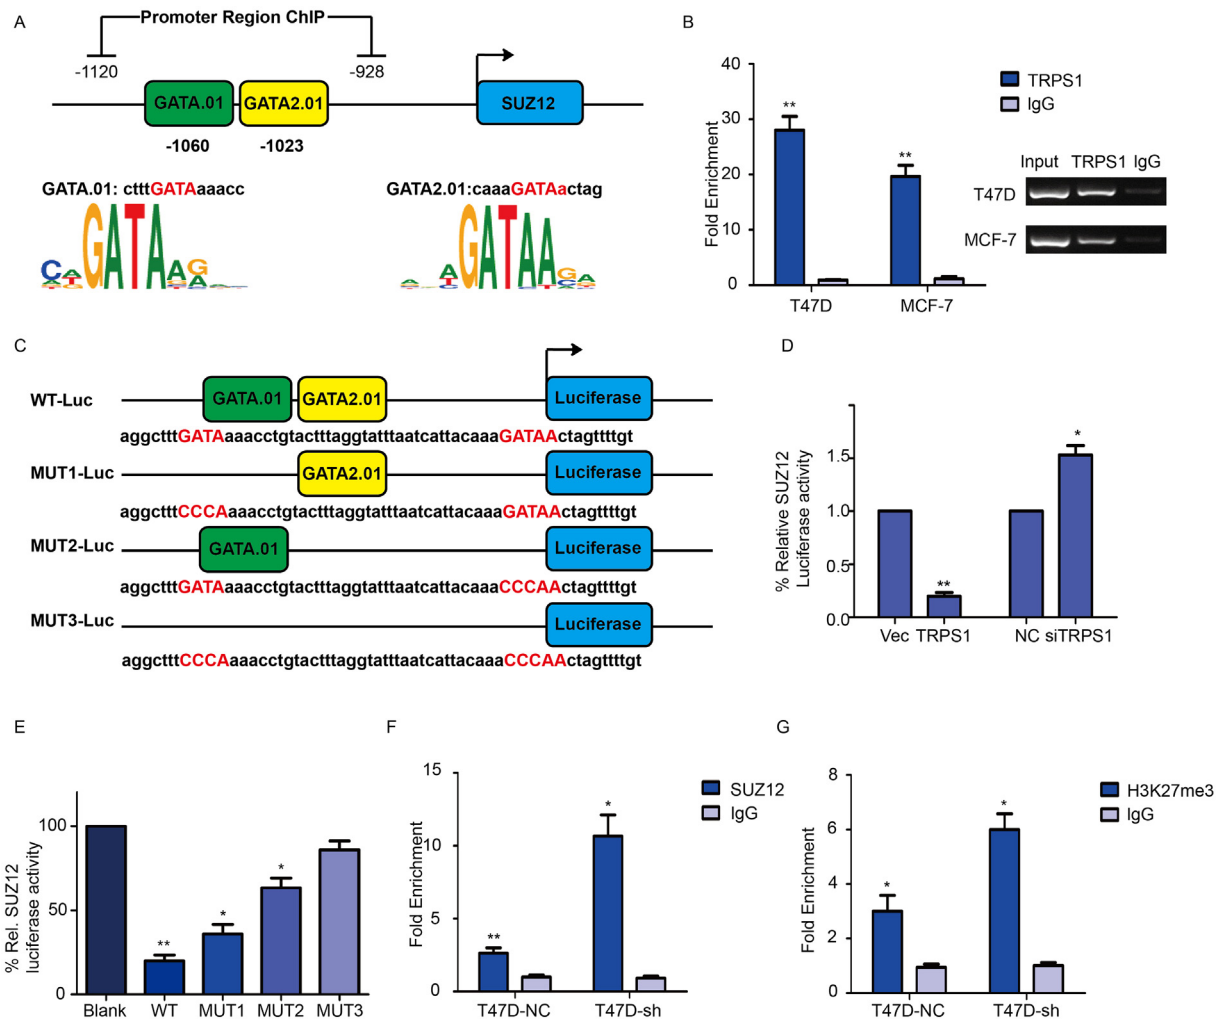 A
Promoter Region ChIP
-1120
-928
GATA.01
GATA2.01
SUZ12
-1060
-1023
GATA.01: ctttGATAaaacc
GATA2.01:caaaGATAactag
CATGATAAG
AGATAAGA
B
Fold Enrichment
40
30
20
10
0
**
**
T47D
MCF-7
TRPS1
IgG
Input
TRPS1
IgG
T47D
MCF-7
C
WT-Luc
GATA.01
GATA2.01
Luciferase
aggctttGATAaaacctgtactttaggtatttaatcattacaaaGATAActagttttgt
MUT1-Luc
GATA2.01
Luciferase
aggctttCCCAaaacctgtactttaggtatttaatcattacaaaGATAActagttttgt
MUT2-Luc
GATA.01
Luciferase
aggctttGATAaaacctgtactttaggtatttaatcattacaaaCCCAActagttttgt
MUT3-Luc
Luciferase
aggctttCCCAaaacctgtactttaggtatttaatcattacaaaCCCAActagttttgt
D
% Relative SUZ12
Luciferase activity
1.5
1.0
0.5
0.0
**
*
Vec
TRPS1
NC
siTRPS1
E
% Rel. SUZ12
luciferase activity
100
50
0
**
*
*
Blank
WT
MUT1
MUT2
MUT3
F
Fold Enrichment
15
10
5
0
**
*
T47D-NC
T47D-sh
SUZ12
IgG
G
Fold Enrichment
8
6
4
2
0
*
*
T47D-NC
T47D-sh
H3K27me3
IgG